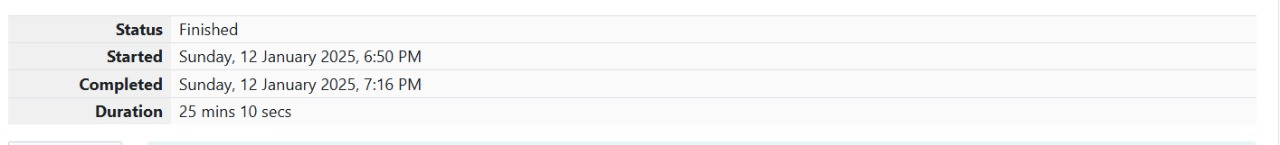 Status Finished
Started Sunday, 12 January 2025, 6:50 PM
Completed Sunday, 12 January 2025, 7:16 PM
Duration 25 mins 10 secs